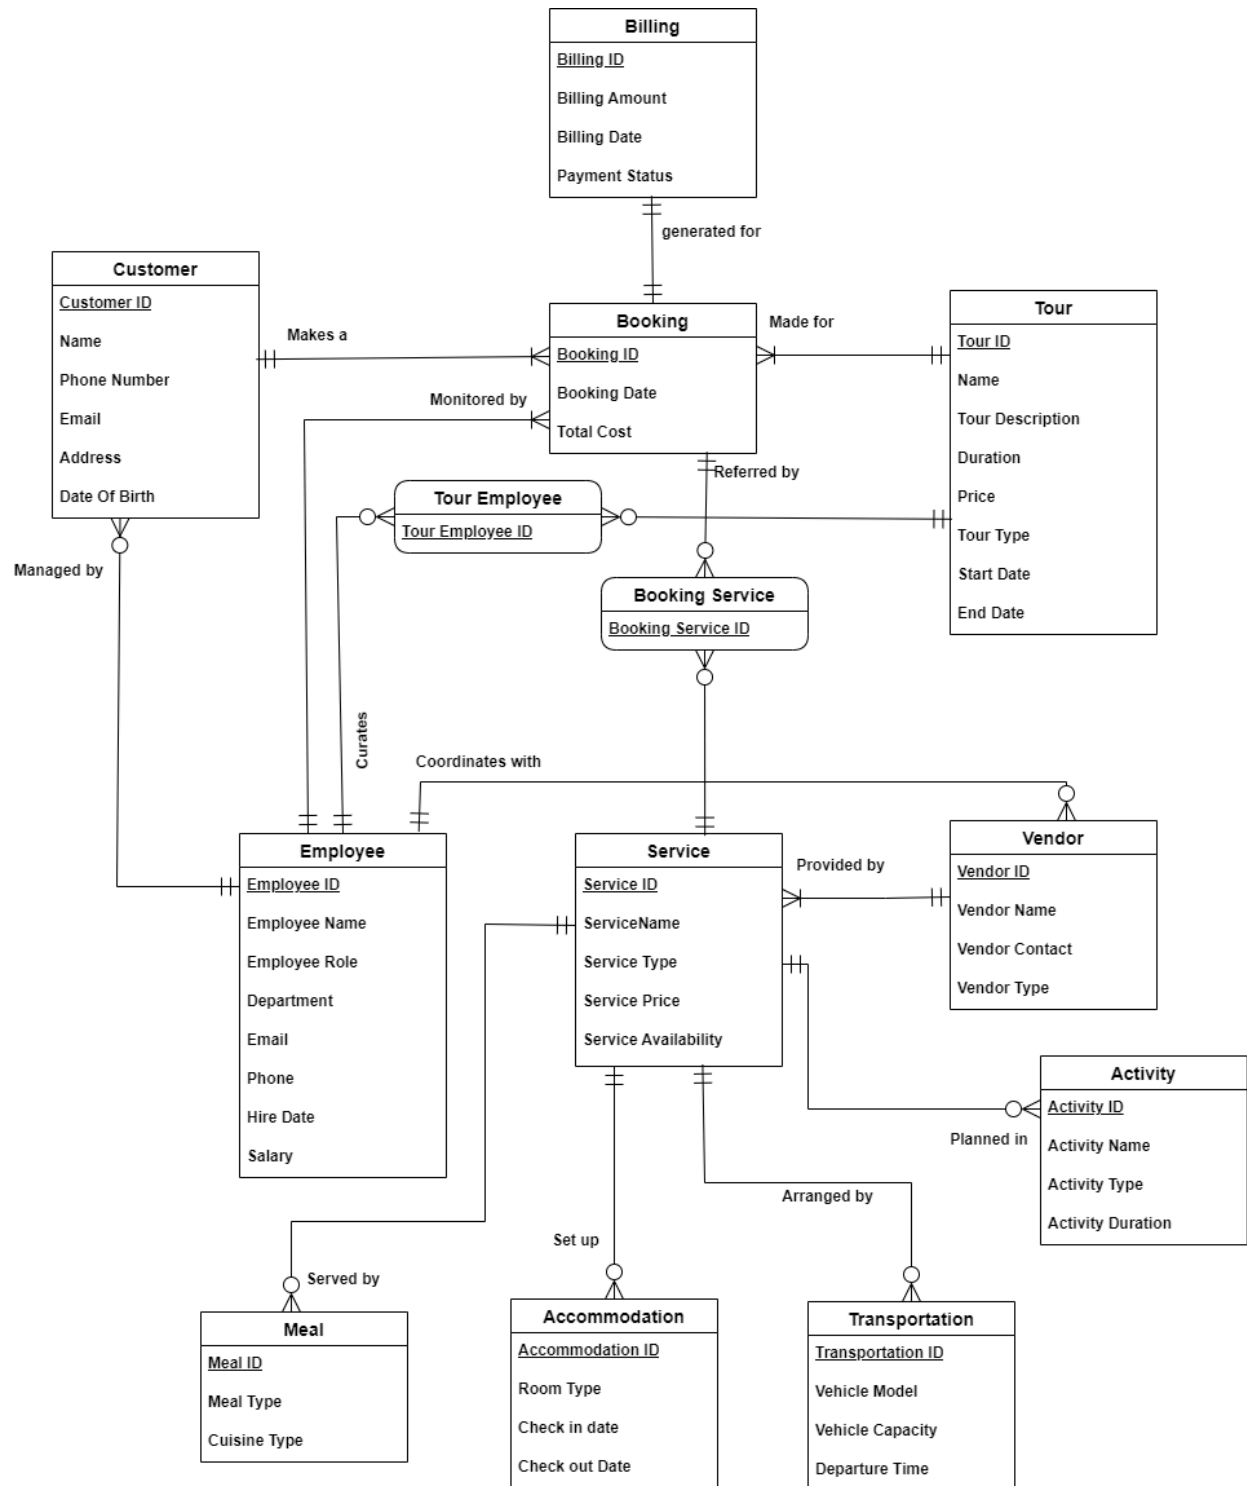 Billing
Billing ID
Billing Amount
Billing Date
Payment Status
generated for
Customer
Customer ID
Name
Phone Number
Email
Address
Date Of Birth
Makes a
Booking
Booking ID
Booking Date
Total Cost
Made for
Tour
Tour ID
Name
Tour Description
Duration
Price
Tour Type
Start Date
End Date
Monitored by
Referred by
Tour Employee
Tour Employee ID
Managed by
Booking Service
Booking Service ID
Curates
Coordinates with
Employee
Employee ID
Employee Name
Employee Role
Department
Email
Phone
Hire Date
Salary
Service
Service ID
ServiceName
Service Type
Service Price
Service Availability
Provided by
Vendor
Vendor ID
Vendor Name
Vendor Contact
Vendor Type
Activity
Activity ID
Activity Name
Activity Type
Activity Duration
Planned in
Arranged by
Set up
Served by
Meal
Meal ID
Meal Type
Cuisine Type
Accommodation
Accommodation ID
Room Type
Check in date
Check out Date
Transportation
Transportation ID
Vehicle Model
Vehicle Capacity
Departure Time